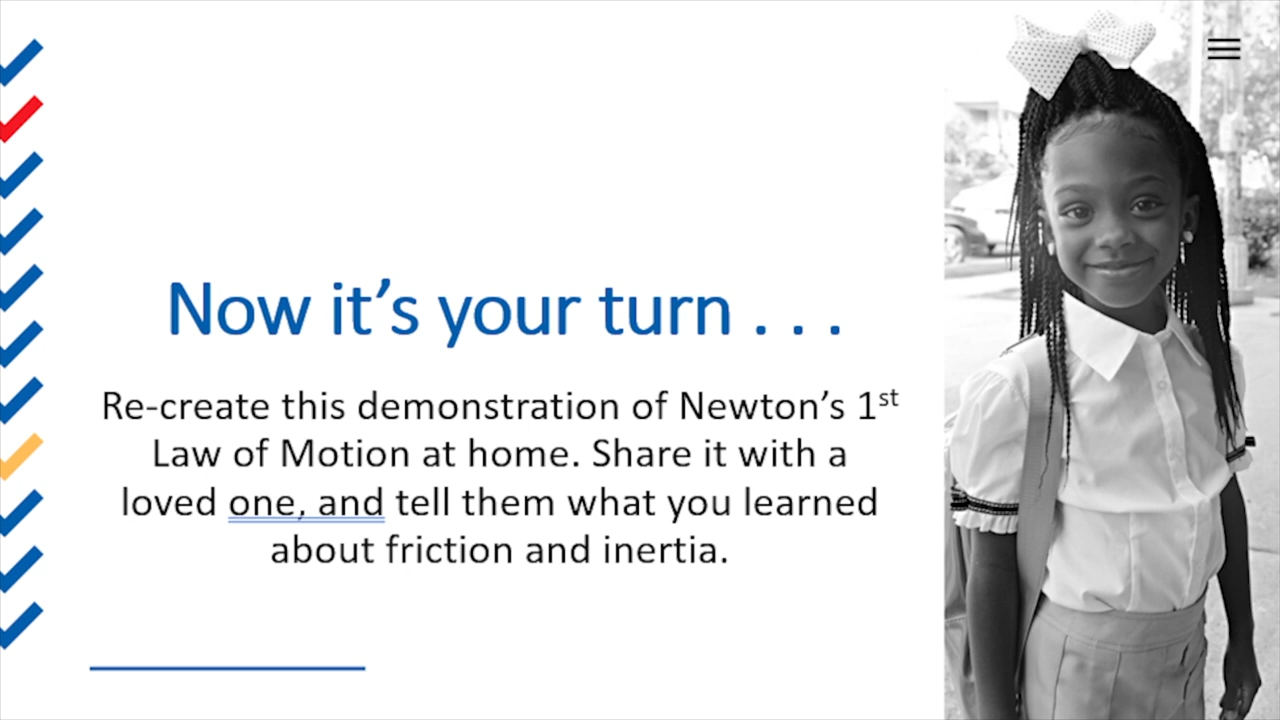 Now it’s your turn . . .
Re-create this demonstration of Newton’s 1st
Law of Motion at home. Share it with a
loved one, and tell them what you learned
about friction and inertia.